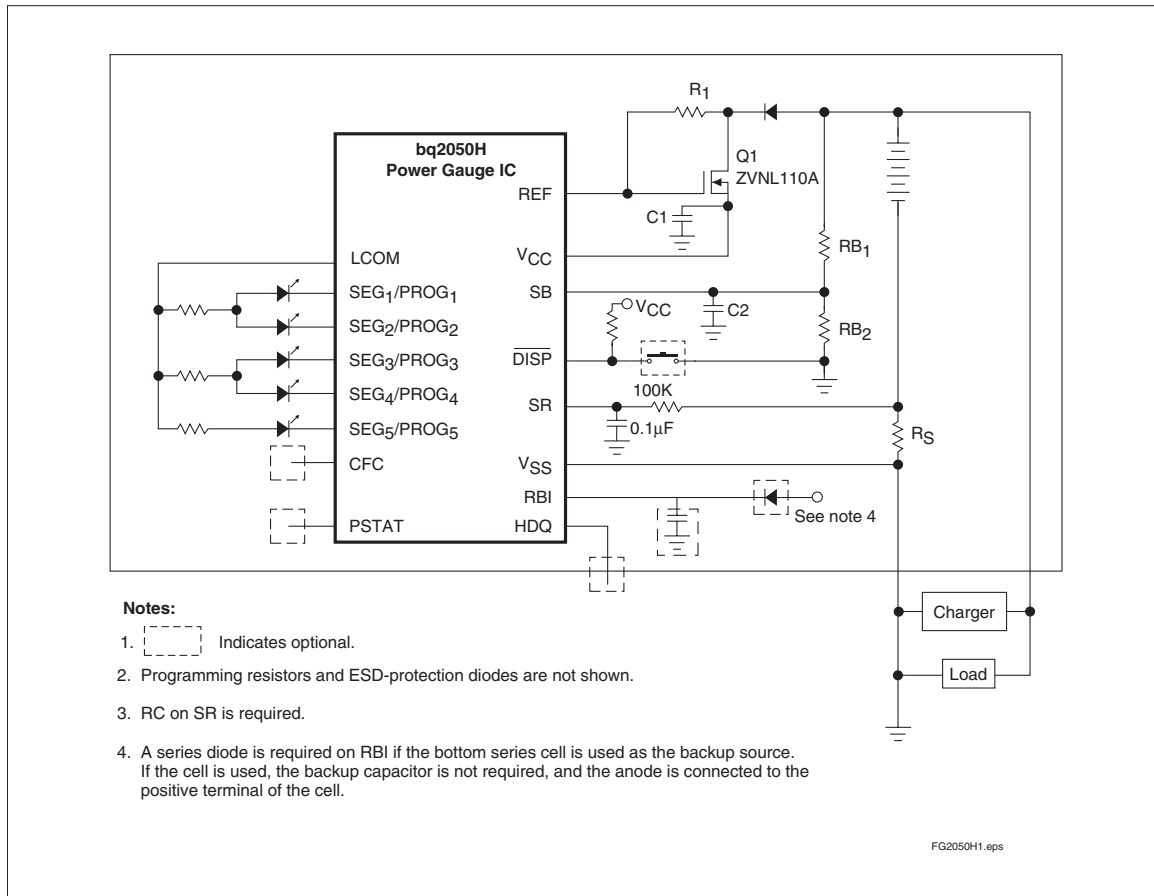 bq2050H
Power Gauge IC
REF
VCC
SB
DISP
SR
VSS
RBI
HDQ
LCOM
SEG1/PROG1
SEG2/PROG2
SEG3/PROG3
SEG4/PROG4
SEG5/PROG5
CFC
PSTAT
R1
Q1
ZVNL110A
C1
RB1
VCC
C2
RB2
100K
0.1µF
RS
See note 4
Charger
Load
Notes:
1. Indicates optional.
2. Programming resistors and ESD-protection diodes are not shown.
3. RC on SR is required.
4. A series diode is required on RBI if the bottom series cell is used as the backup source.
If the cell is used, the backup capacitor is not required, and the anode is connected to the
positive terminal of the cell.
FG2050H1.eps